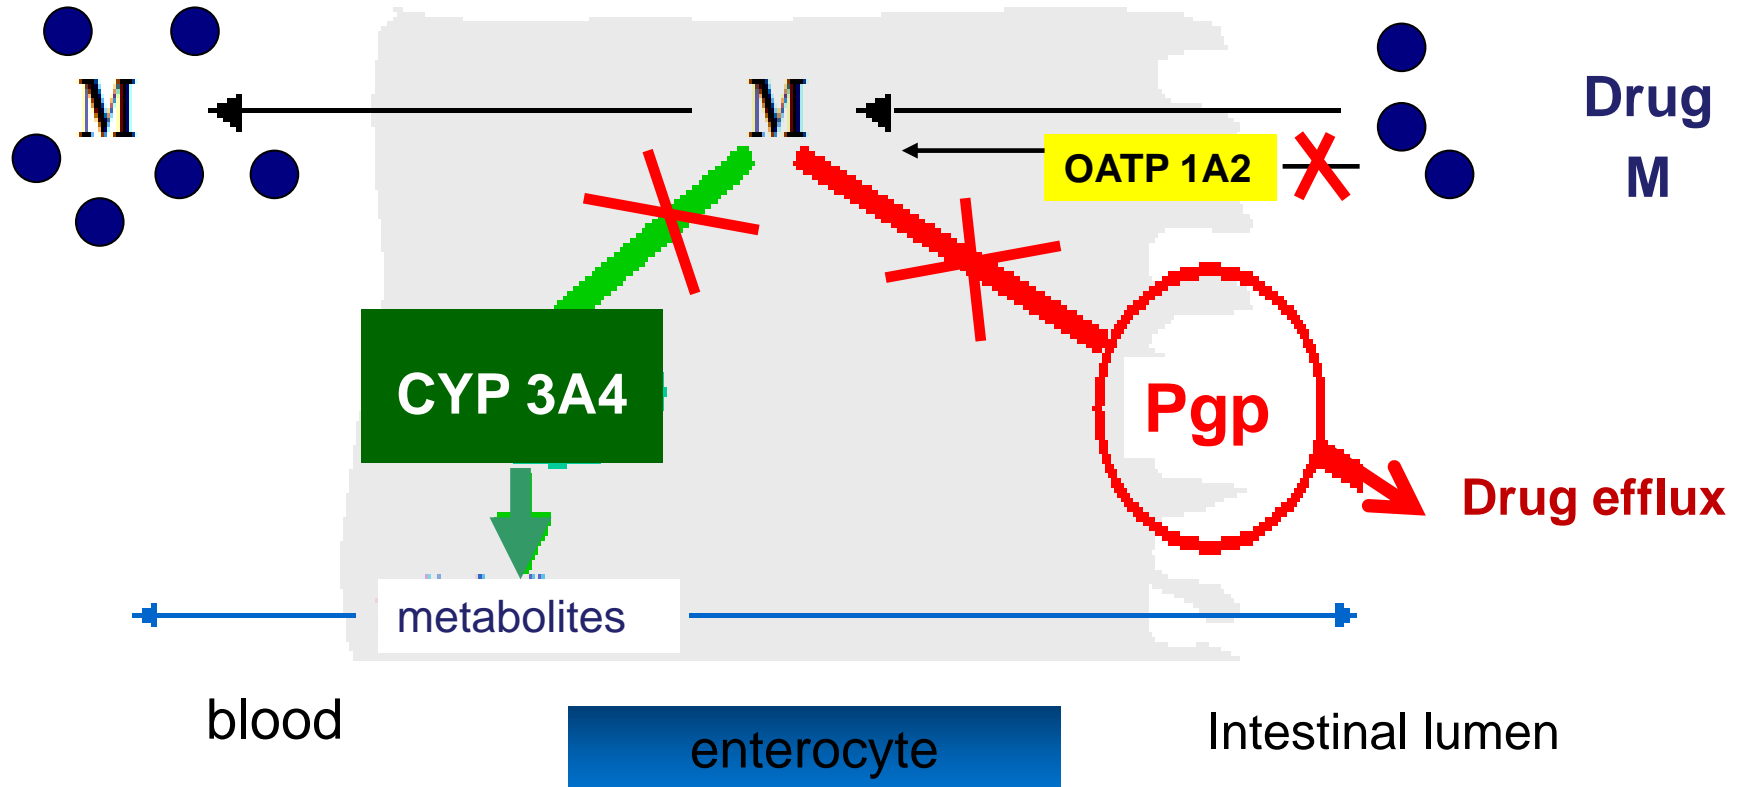 M
M
Drug
M
OATP 1A2
CYP 3A4
Pgp
Drug efflux
metabolites
blood
enterocyte
Intestinal lumen